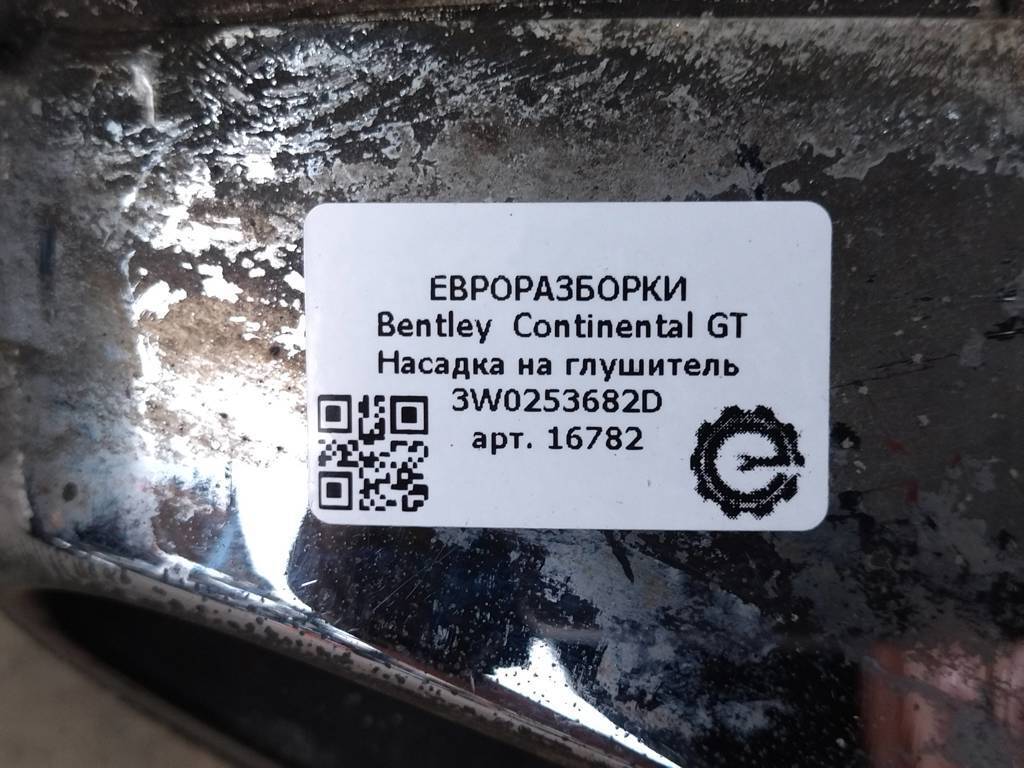 ЕВРОРАЗБОРКИ
Bentley Continental GT
Насадка на глушитель
3W0253682D
арт. 16782